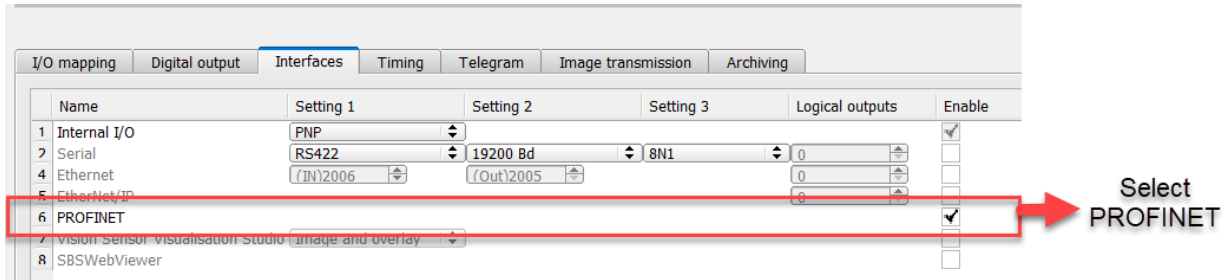 I/O mapping Digital output Interfaces Timing Telegram Image transmission Archiving
Name Setting 1 Setting 2 Setting 3 Logical outputs Enable
1 Internal I/O PNP
2 Serial RS422 19200 Bd 8N1 0
4 Ethernet (IN)2006 (Out)2005 0
5 EtherNet/IP 0
6 PROFINET
7 Vision Sensor Visualisation Studio Image and overlay
8 SBSWebViewer
Select
PROFINET